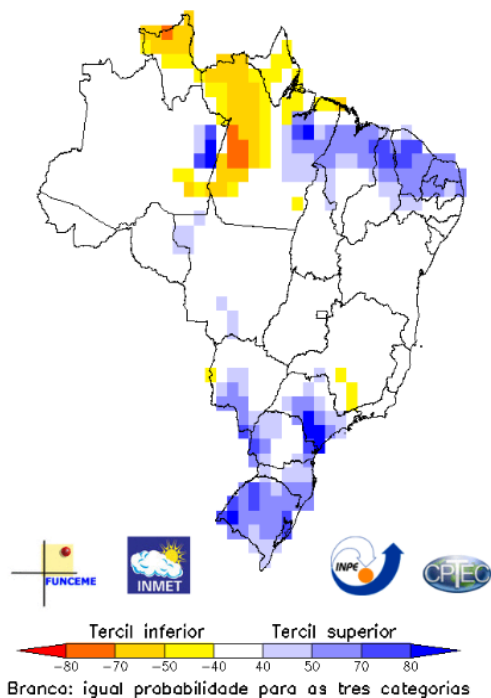 FUNCEME
INMET
INPE
CPTEC
Tercil inferior Tercil superior
-80 -70 -50 -40 40 50 70 80
Branca: igual probabilidade para as tres categorias